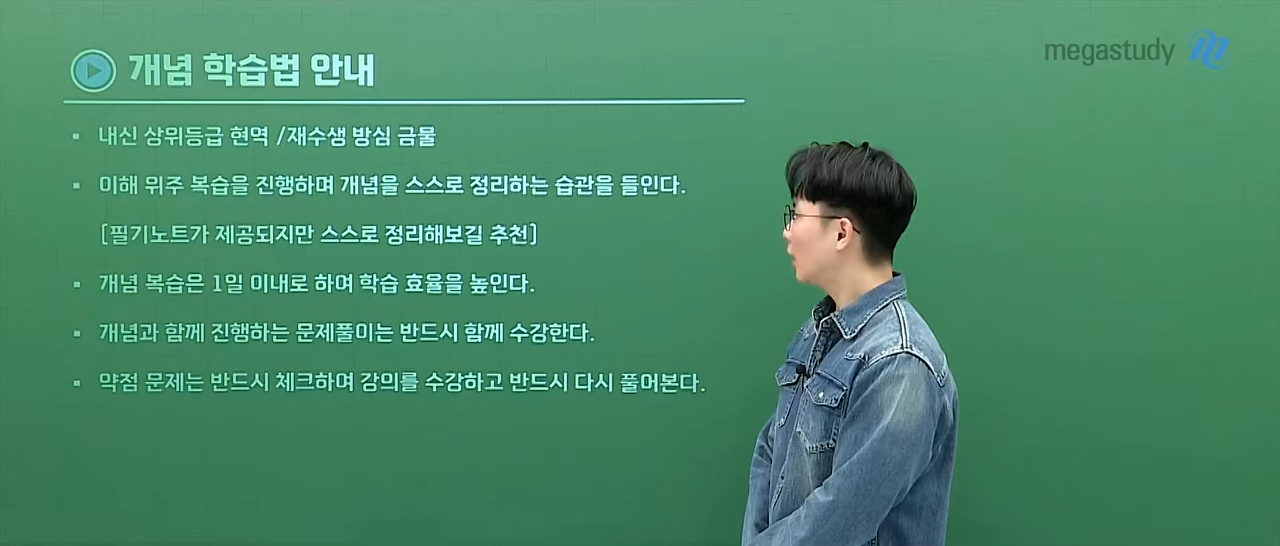 개념 학습법 안내
megastudy
내신 상위등급 현역 /재수생 방심 금물
이해 위주 복습을 진행하며 개념을 스스로 정리하는 습관을 들인다.
[필기노트가 제공되지만 스스로 정리해보길 추천]
개념 복습은 1일 이내로 하여 학습 효율을 높인다.
개념과 함께 진행하는 문제풀이는 반드시 함께 수강한다.
약점 문제는 반드시 체크하며 강의를 수강하고 반드시 다시 풀어본다.